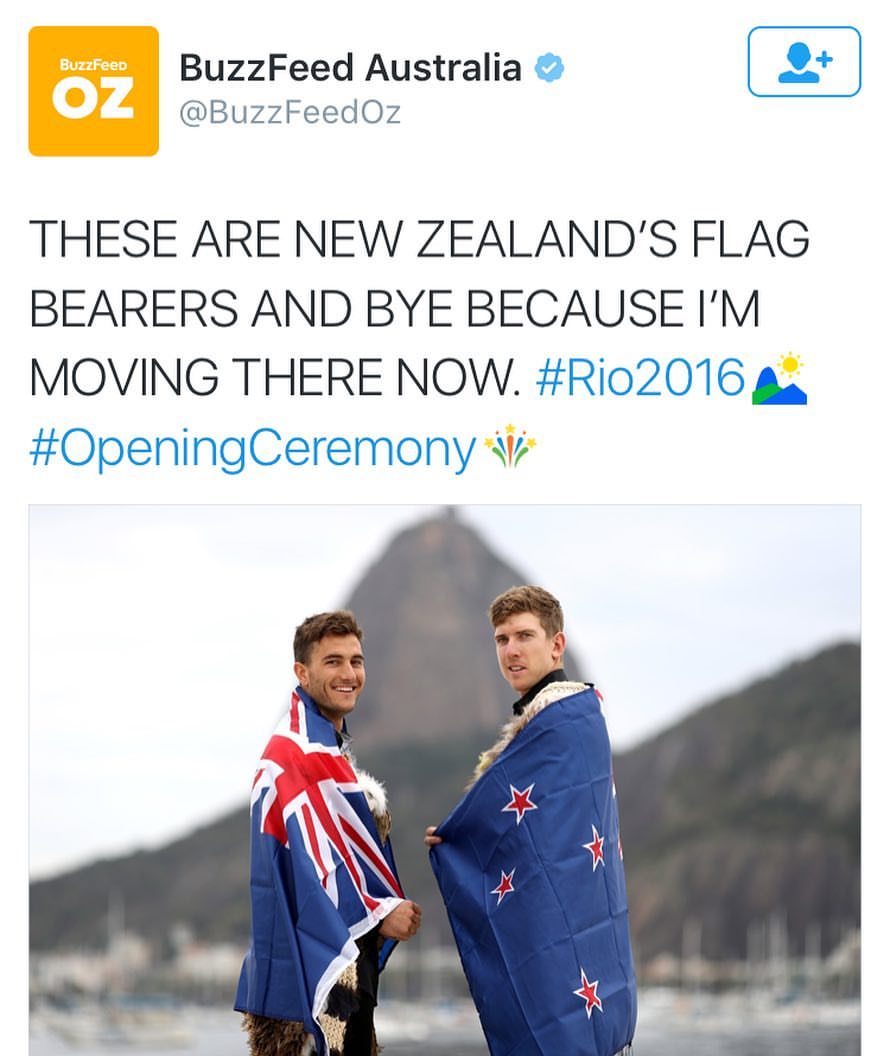 BuzzFeed
OZ
BuzzFeed Australia
@BuzzFeedOz
THESE ARE NEW ZEALAND’S FLAG
BEARERS AND BYE BECAUSE I’M
MOVING THERE NOW. #Rio2016
#OpeningCeremony